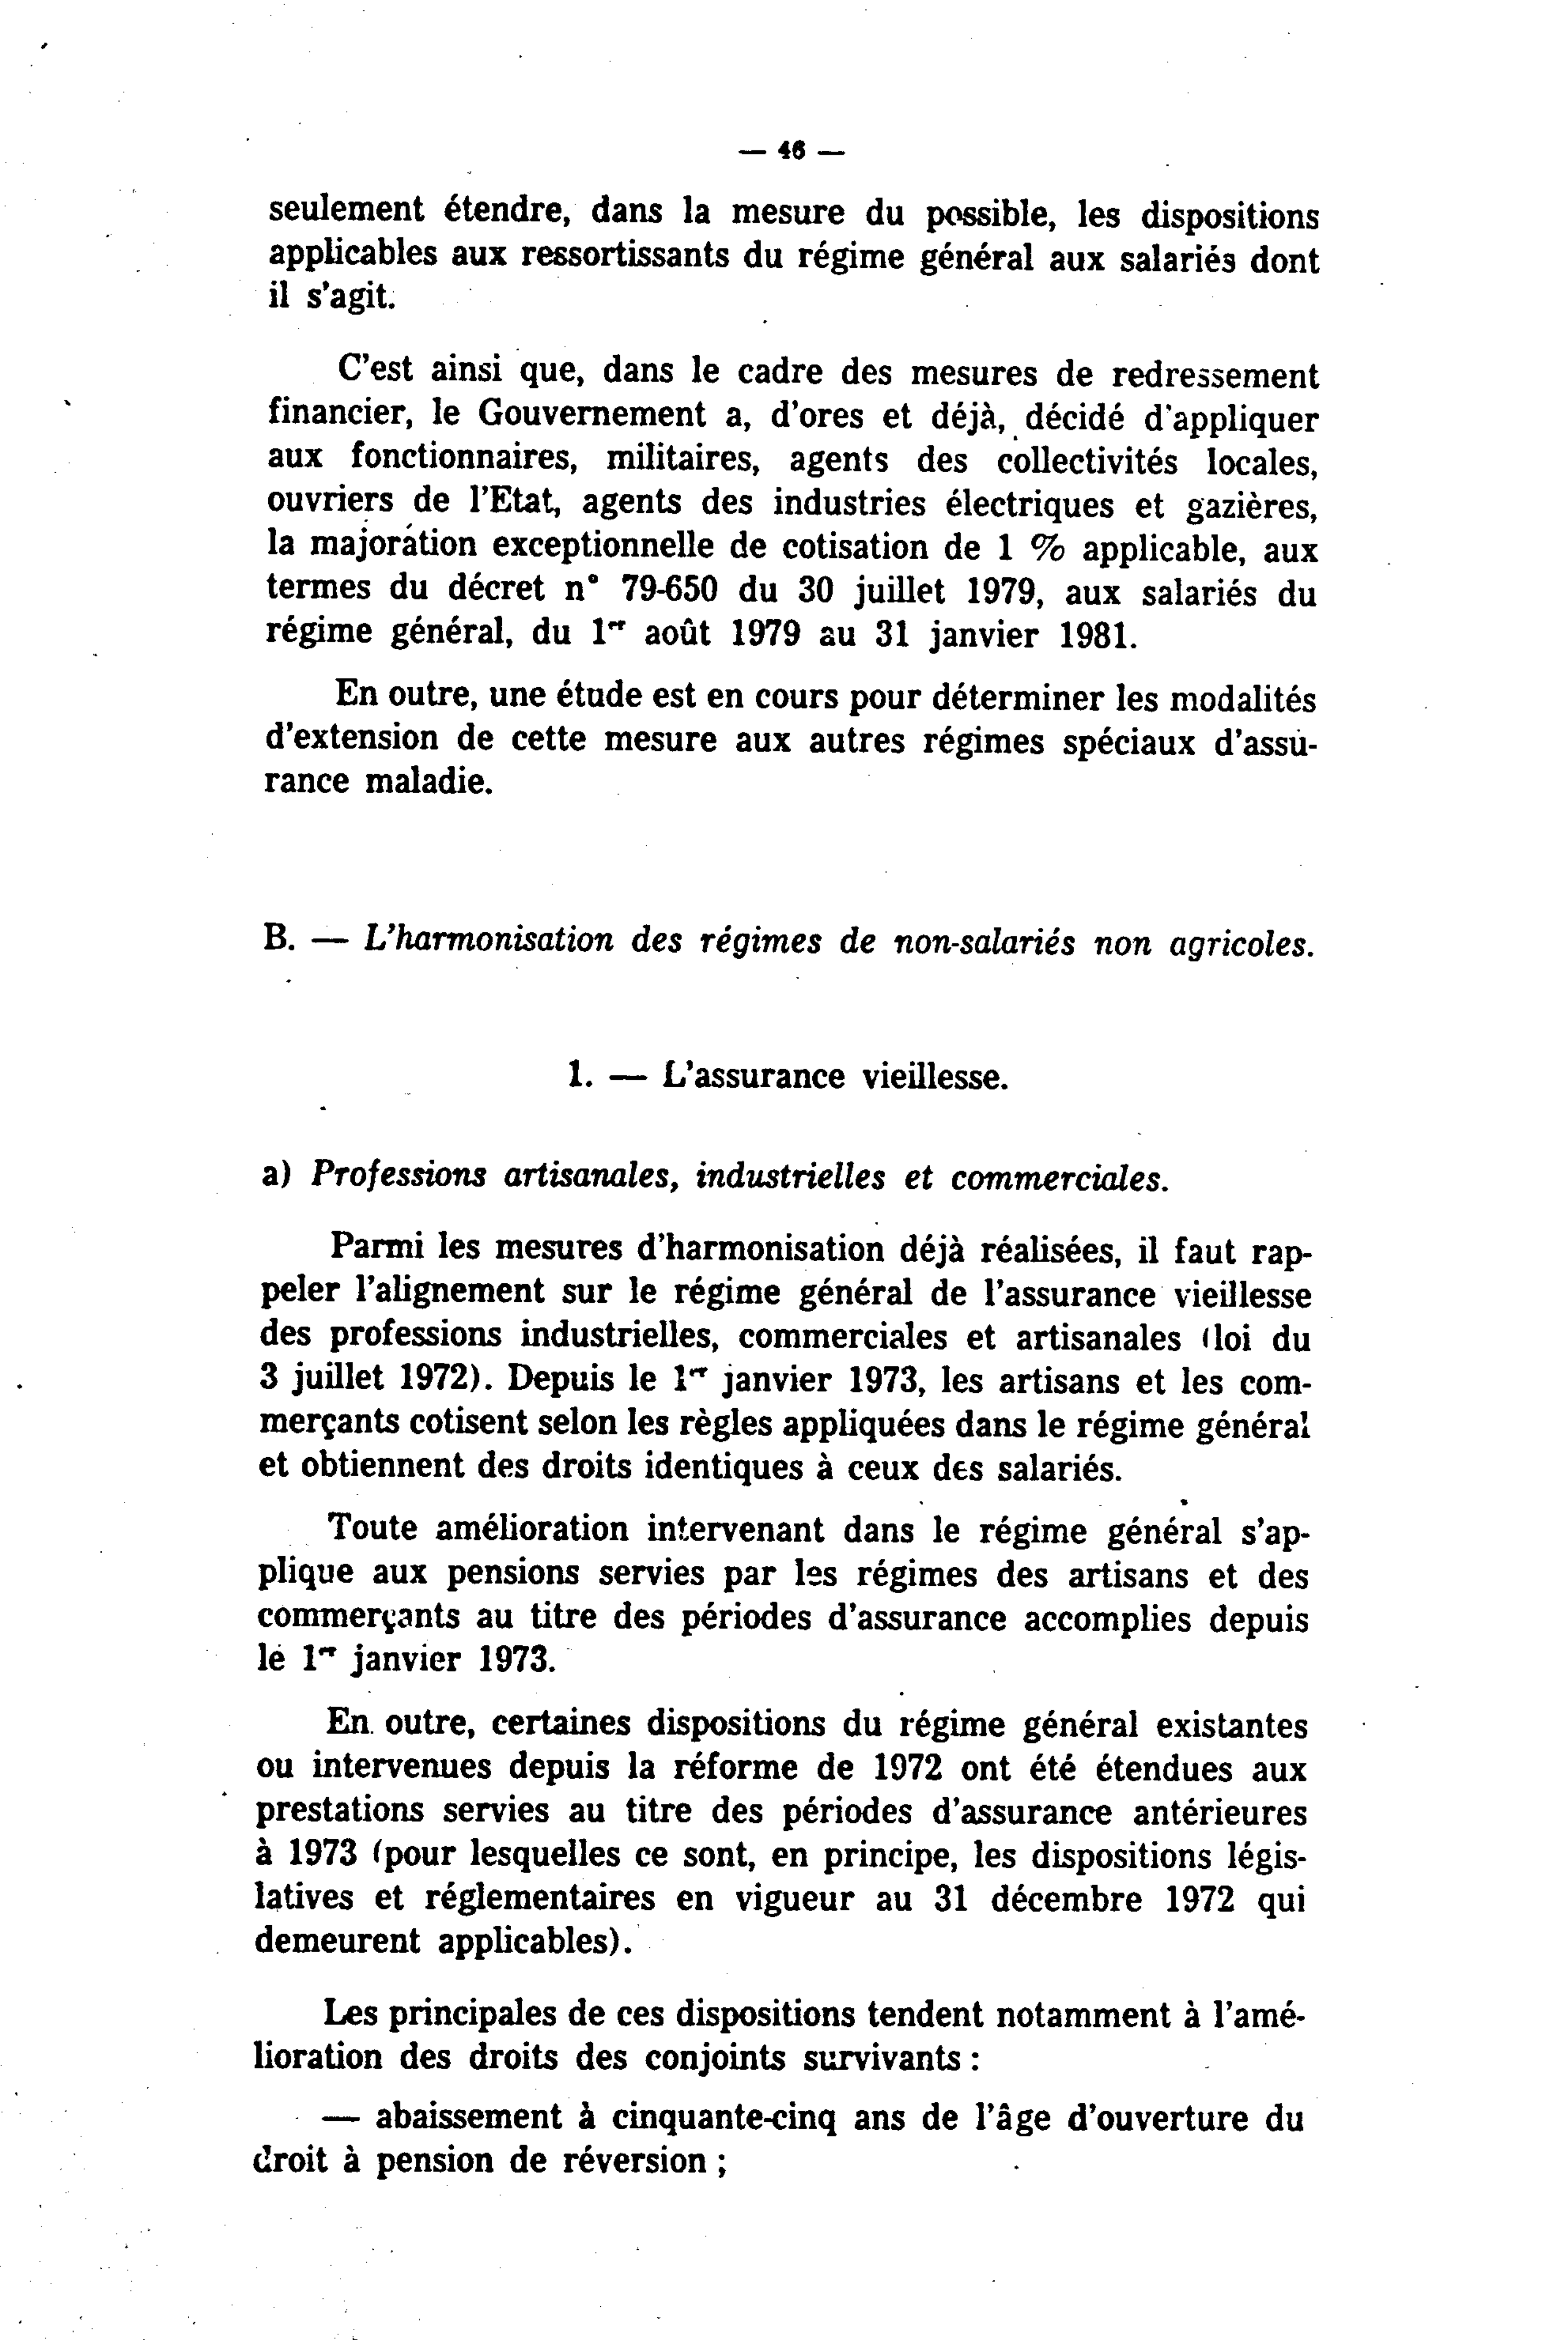 — 46 —
seulement étendre, dans la mesure du possible, les dispositions
applicables aux ressortissants du régime général aux salariés dont
il s'agit.
C'est ainsi que, dans le cadre des mesures de redressement
financier, le Gouvernement a, d'ores et déjà, décidé d'appliquer
aux fonctionnaires, militaires, agents des collectivités locales,
ouvriers de l'Etat, agents des industries électriques et gazières,
la majoration exceptionnelle de cotisation de 1 % applicable, aux
termes du décret n° 79-650 du 30 juillet 1979, aux salariés du
régime général, du 1er août 1979 au 31 janvier 1981.
En outre, une étude est en cours pour déterminer les modalités
d'extension de cette mesure aux autres régimes spéciaux d'assu-
rance maladie.
B. — L'harmonisation des régimes de non-salariés non agricoles.
1. — L'assurance vieillesse.
a) Professions artisanales, industrielles et commerciales.
Parmi les mesures d'harmonisation déjà réalisées, il faut rap-
peler l'alignement sur le régime général de l'assurance vieillesse
des professions industrielles, commerciales et artisanales (loi du
3 juillet 1972). Depuis le 1er janvier 1973, les artisans et les com-
merçants cotisent selon les règles appliquées dans le régime général
et obtiennent des droits identiques à ceux des salariés.
Toute amélioration intervenant dans le régime général s'ap-
plique aux pensions servies par les régimes des artisans et des
commerçants au titre des périodes d'assurance accomplies depuis
le 1er janvier 1973.
En outre, certaines dispositions du régime général existantes
ou intervenues depuis la réforme de 1972 ont été étendues aux
prestations servies au titre des périodes d'assurance antérieures
à 1973 (pour lesquelles ce sont, en principe, les dispositions légis-
latives et réglementaires en vigueur au 31 décembre 1972 qui
demeurent applicables).
Les principales de ces dispositions tendent notamment à l'amé-
lioration des droits des conjoints survivants :
— abaissement à cinquante-cinq ans de l'âge d'ouverture du
droit à pension de réversion ;